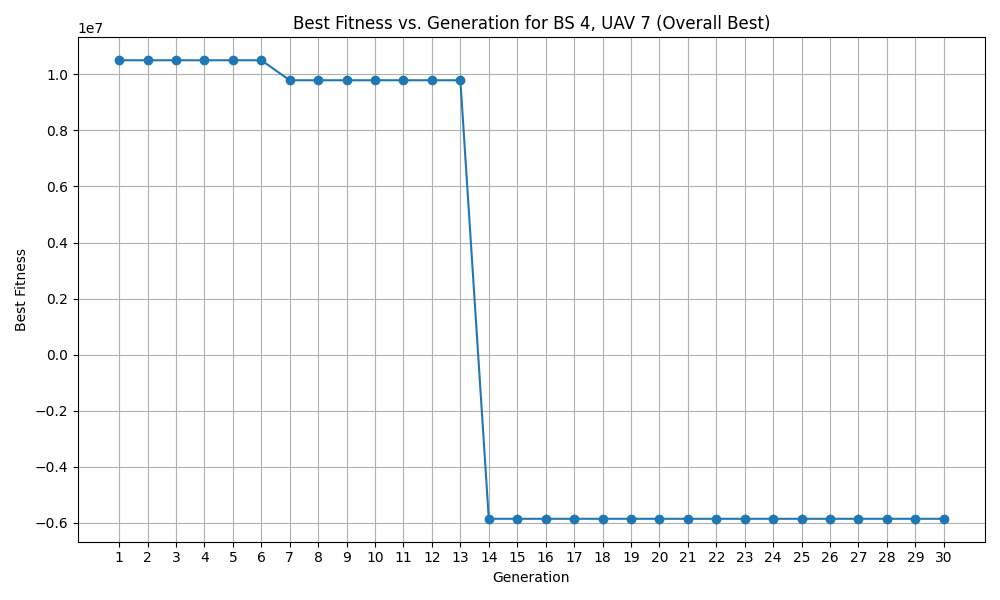 Best Fitness vs. Generation for BS 4, UAV 7 (Overall Best)
1e7
1.0
0.8
0.6
0.4
0.2
0.0
−0.2
−0.4
−0.6
Best Fitness
1 2 3 4 5 6 7 8 9 10 11 12 13 14 15 16 17 18 19 20 21 22 23 24 25 26 27 28 29 30
Generation